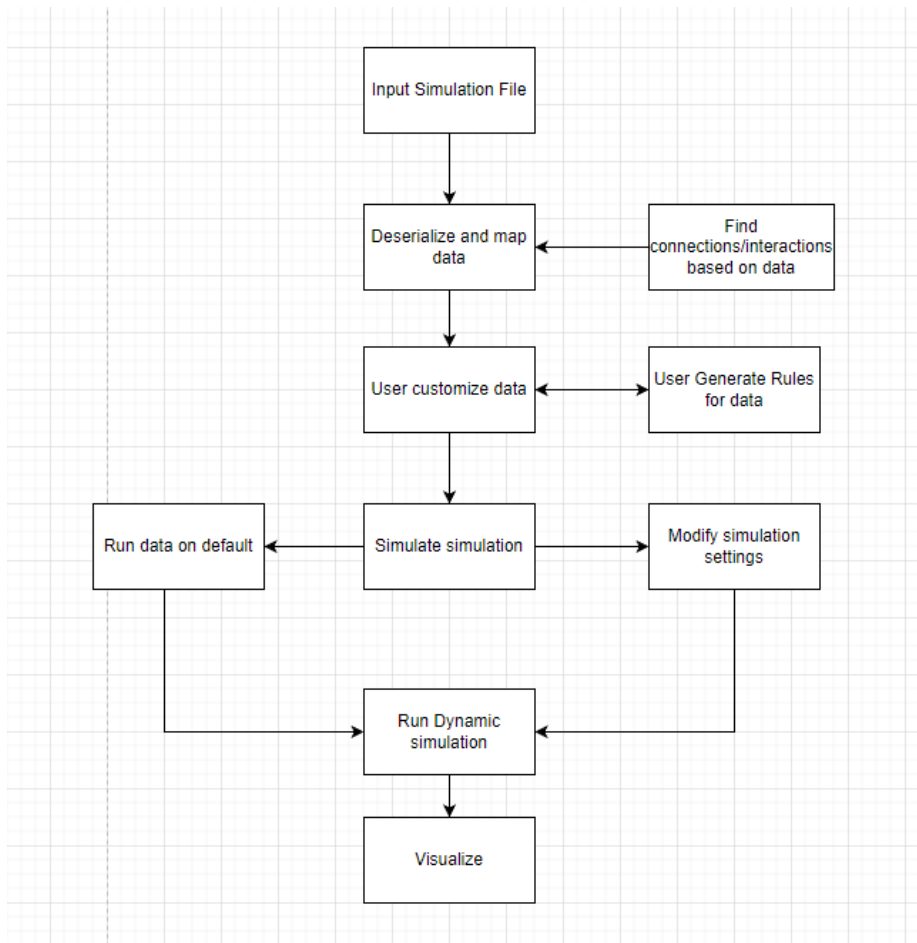 Input Simulation File
Deserialize and map
data
Find
connections/interactions
based on data
User customize data
User Generate Rules
for data
Run data on default
Simulate simulation
Modify simulation
settings
Run Dynamic
simulation
Visualize